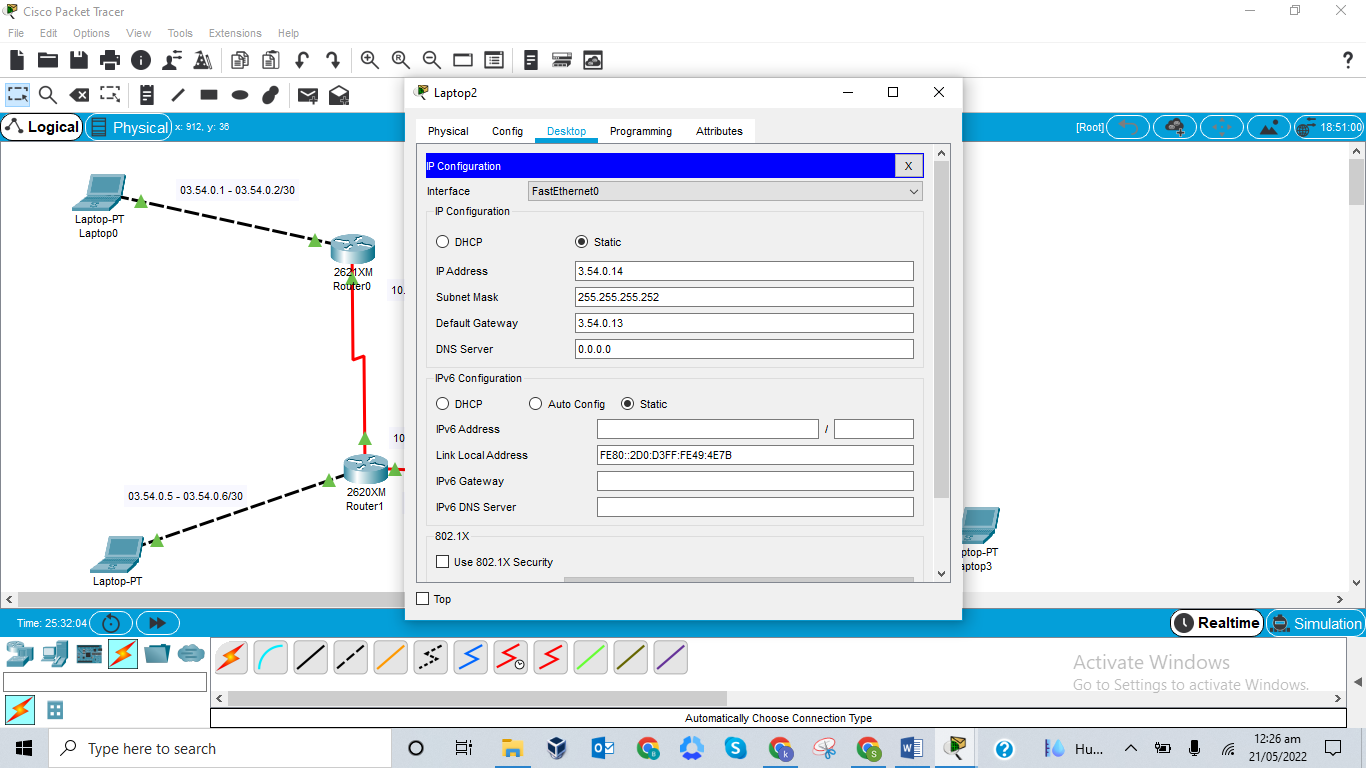 Cisco Packet Tracer
File Edit Options View Tools Extensions Help
?
Logical Physical x: 912, y: 36
[Root] 18:51:00
03.54.0.1 - 03.54.0.2/30
Laptop-PT
Laptop0
2621XM
Router0
10.
10
2620XM
Router1
03.54.0.5 - 03.54.0.6/30
Laptop-PT
ptop-PT
aptop3
Laptop2
Physical Config Desktop Programming Attributes
IP Configuration X
Interface FastEthernet0
IP Configuration
DHCP Static
IP Address 3.54.0.14
Subnet Mask 255.255.255.252
Default Gateway 3.54.0.13
DNS Server 0.0.0.0
IPv6 Configuration
DHCP Auto Config Static
IPv6 Address /
Link Local Address FE80::2D0:D3FF:FE49:4E7B
IPv6 Gateway
IPv6 DNS Server
802.1X
Use 802.1X Security
Top
Time: 25:32:04 Realtime Simulation
Activate Windows
Go to Settings to activate Windows.
Automatically Choose Connection Type
Type here to search
Hu... 12:26 am
21/05/2022